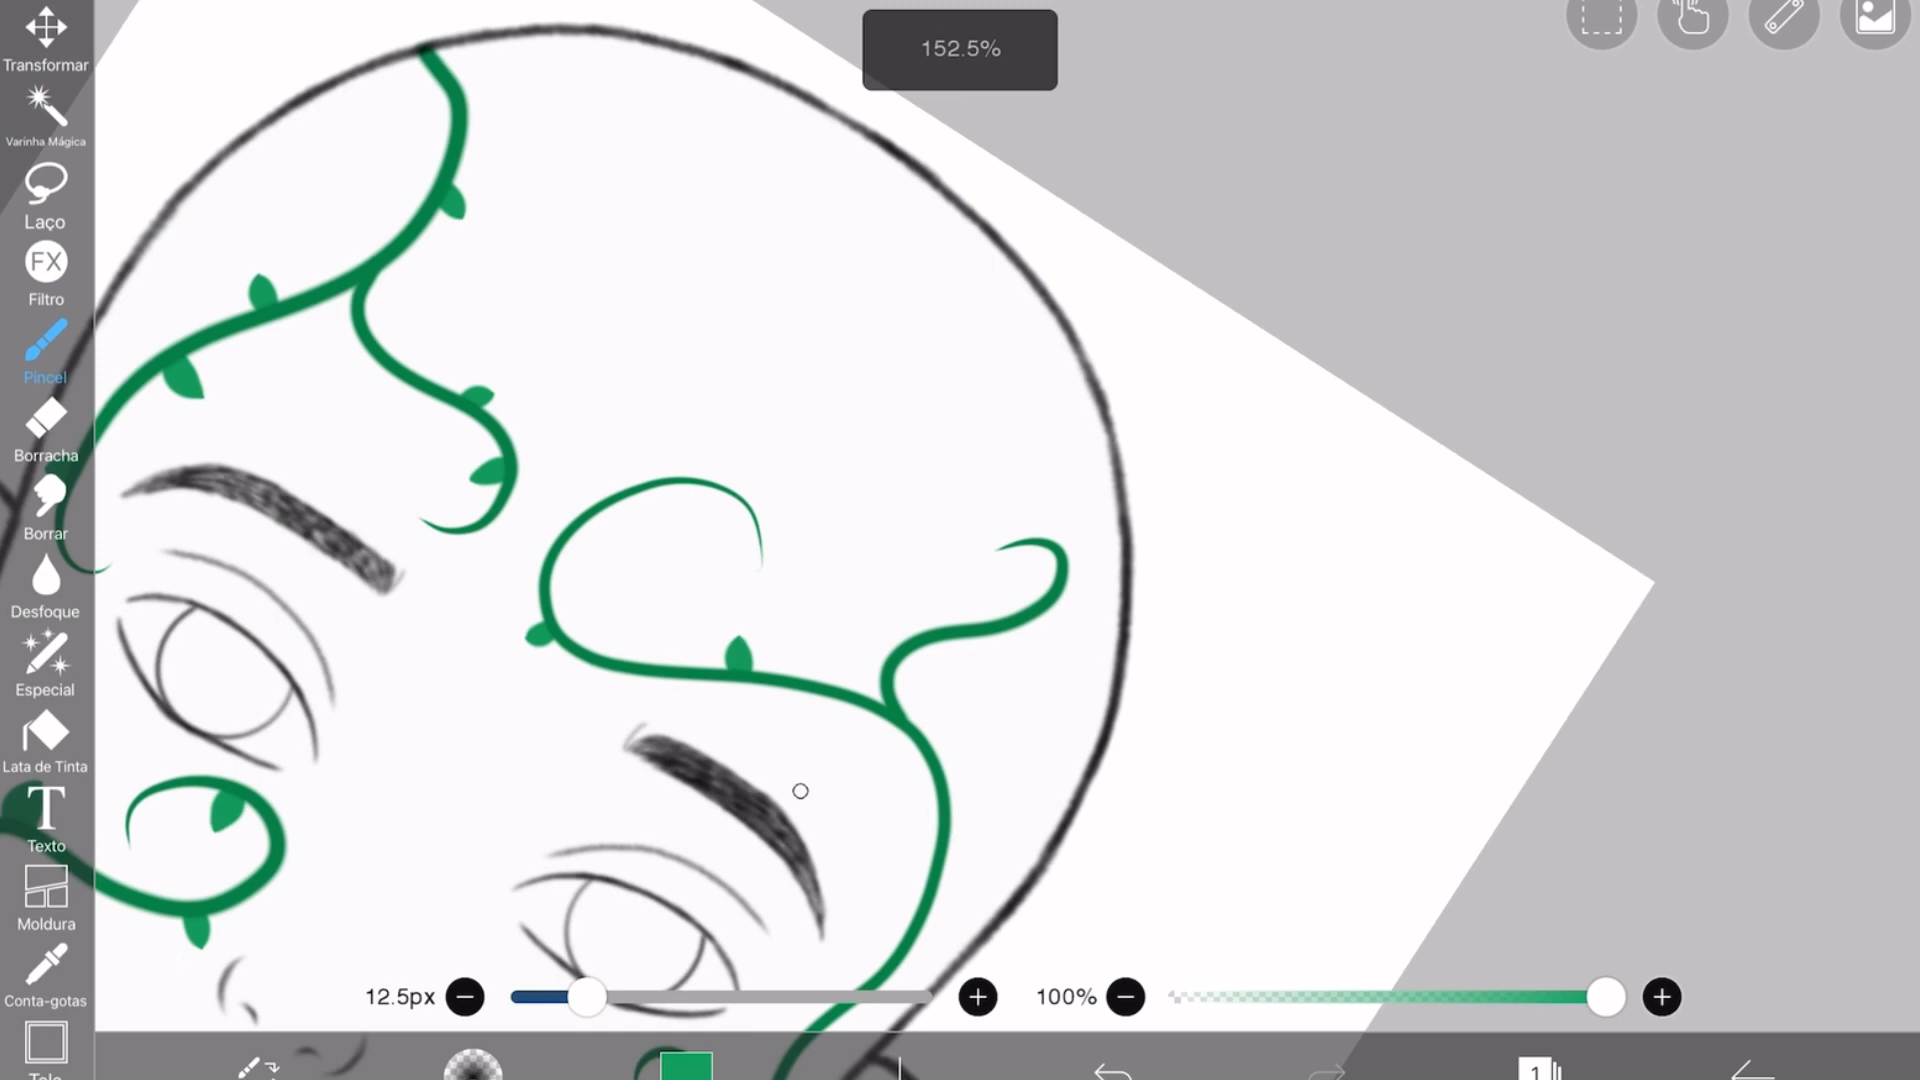 152.5%
Transformar
Varinha Mágica
Laço
FX
Filtro
Pincel
Borracha
Borrar
Desfoque
Especial
Lata de Tinta
T
Texto
Moldura
Conta-gotas
12.5px
100%
1